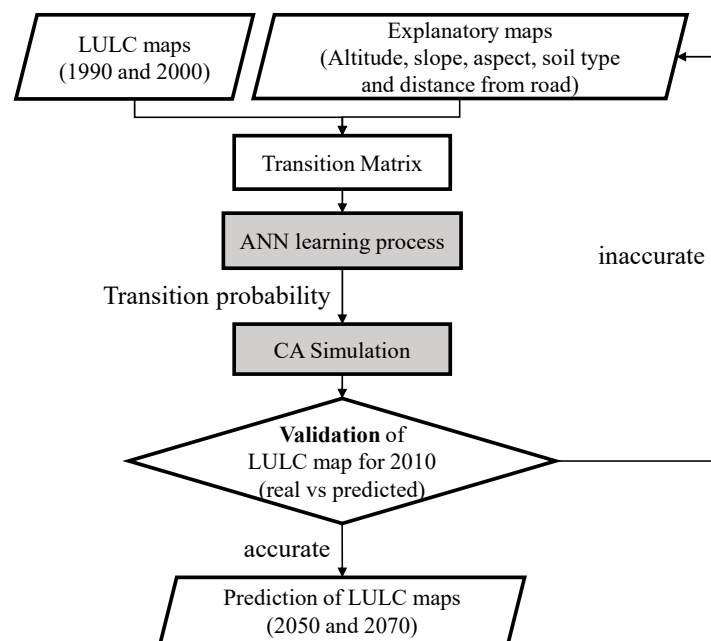 LULC maps
(1990 and 2000)
Explanatory maps
(Altitude, slope, aspect, soil type
and distance from road)
Transition Matrix
ANN learning process
inaccurate
Transition probability
CA Simulation
Validation of
LULC map for 2010
(real vs predicted)
accurate
Prediction of LULC maps
(2050 and 2070)